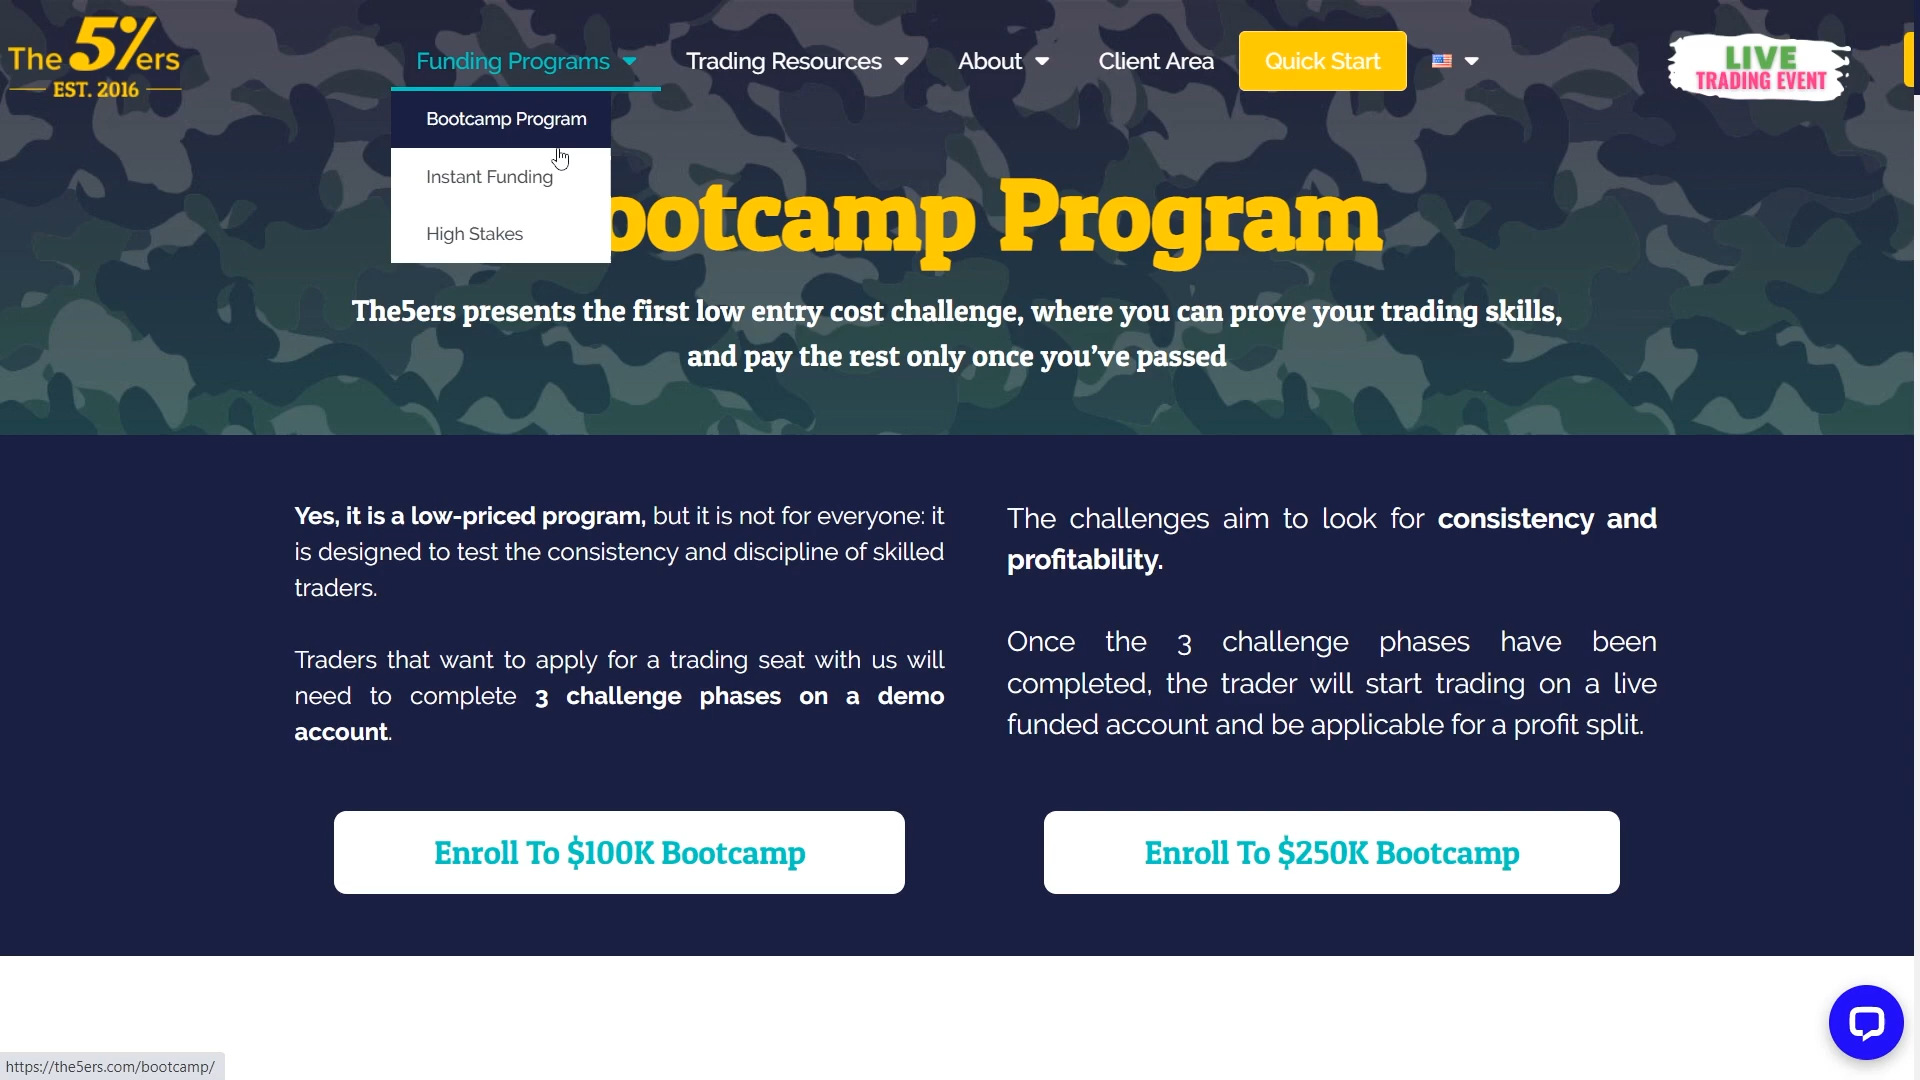 The 5%ers
EST. 2016
Funding Programs
Trading Resources
About
Client Area
Quick Start
LIVE
TRADING EVENT
Bootcamp Program
Instant Funding
High Stakes
ootcamp Program
The5ers presents the first low entry cost challenge, where you can prove your trading skills,
and pay the rest only once you’ve passed
Yes, it is a low-priced program, but it is not for everyone: it
is designed to test the consistency and discipline of skilled
traders.
Traders that want to apply for a trading seat with us will
need to complete 3 challenge phases on a demo
account.
The challenges aim to look for consistency and
profitability.
Once the 3 challenge phases have been
completed, the trader will start trading on a live
funded account and be applicable for a profit split.
Enroll To $100K Bootcamp
Enroll To $250K Bootcamp
https://the5ers.com/bootcamp/